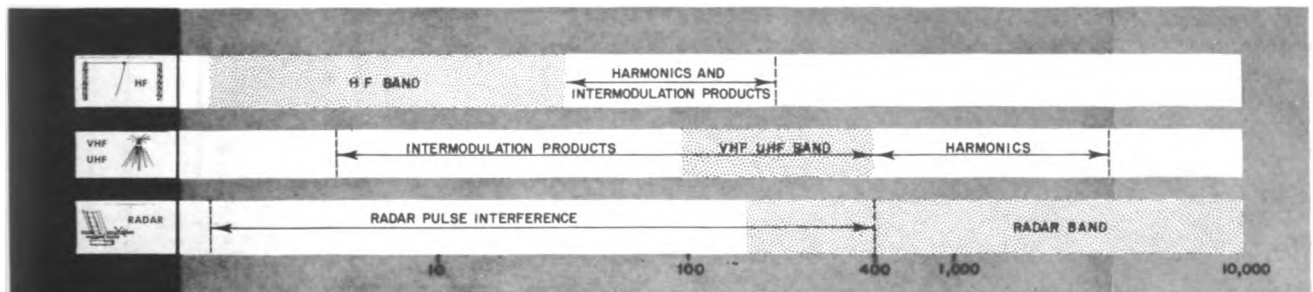 HF
HF BAND
HARMONICS AND
INTERMODULATION PRODUCTS
VHF
UHF
INTERMODULATION PRODUCTS
VHF UHF BAND
HARMONICS
RADAR
RADAR PULSE INTERFERENCE
RADAR BAND
10 100 400 1,000 10,000